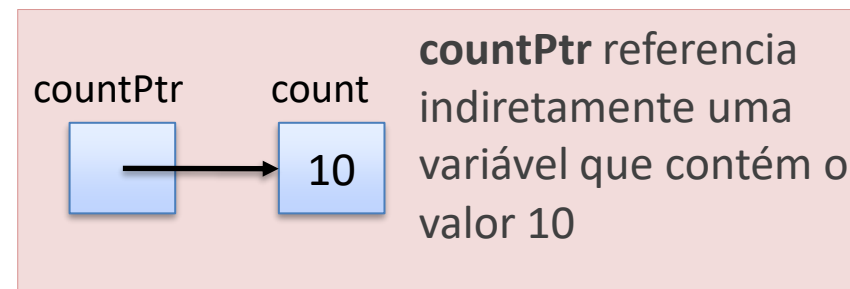 countPtr
count
10
countPtr referencia
indiretamente uma
variável que contém o
valor 10